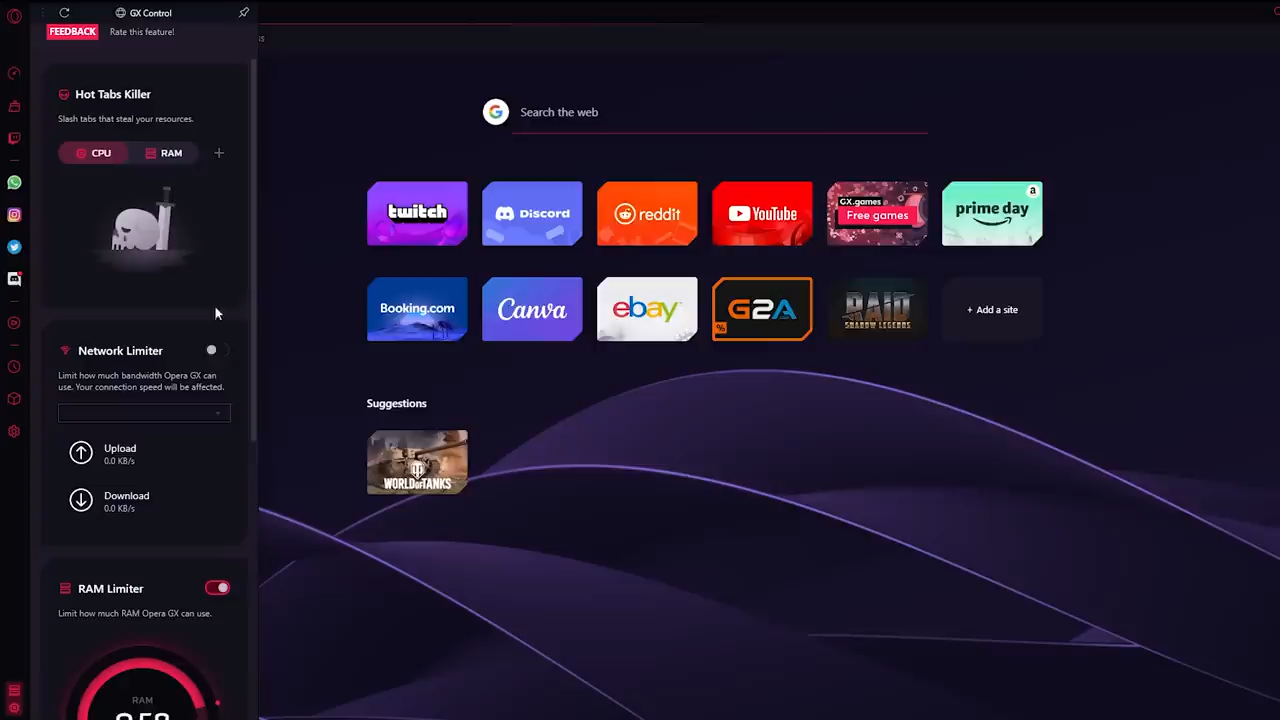 GX Control
FEEDBACK
Rate this feature!
Hot Tabs Killer
Slash tabs that steal your resources.
CPU
RAM
Network Limiter
Limit how much bandwidth Opera GX can
use. Your connection speed will be affected.
Upload
0.0 KB/s
Download
0.0 KB/s
RAM Limiter
Limit how much RAM Opera GX can use.
RAM
Search the web
twitch
Discord
reddit
YouTube
GX.games
Free games
a
prime day
Booking.com
Canva
ebay
G2A
%
RAID
SHADOW LEGENDS
+ Add a site
Suggestions
WORLD OF TANKS